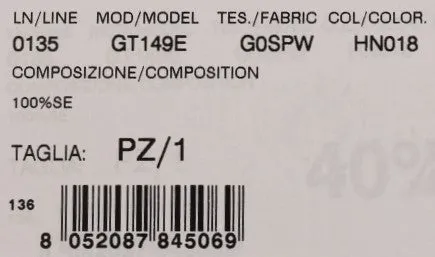 LN/LINE MOD/MODEL TES./FABRIC COL/COLOR.
0135 GT149E G0SPW HN018
COMPOSIZIONE/COMPOSITION
100%SE
TAGLIA: PZ/1
40%
136
8 052087 845069